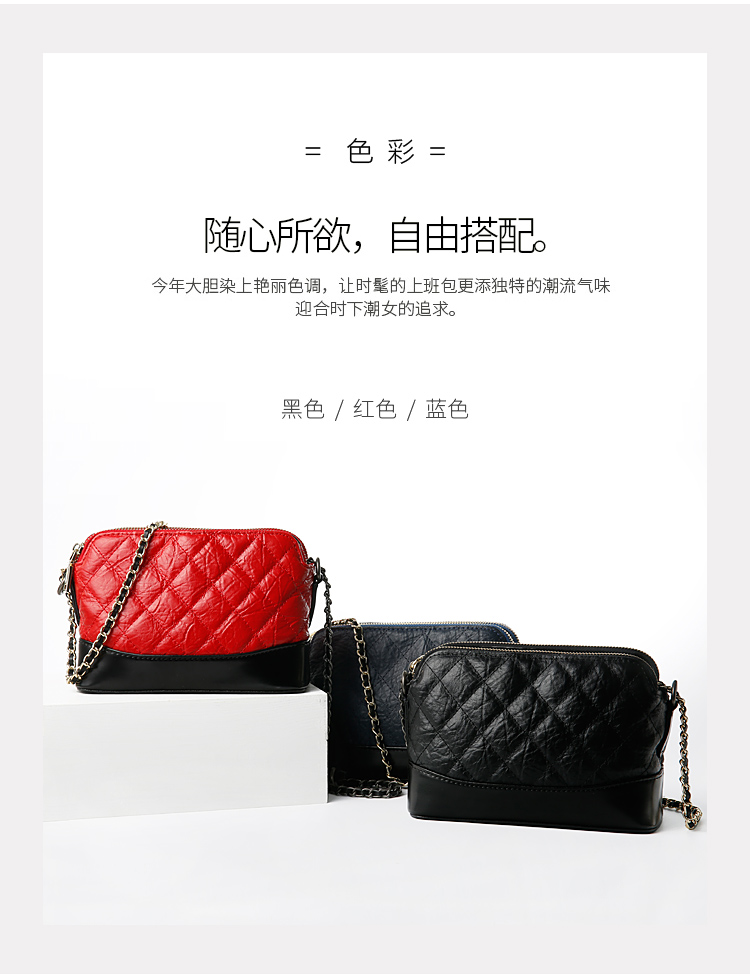 = 色彩 =
随心所欲，自由搭配。
今年大胆染上艳丽色调，让时髦的上班包更添独特的潮流气味
迎合时下潮女的追求。
黑色 / 红色 / 蓝色